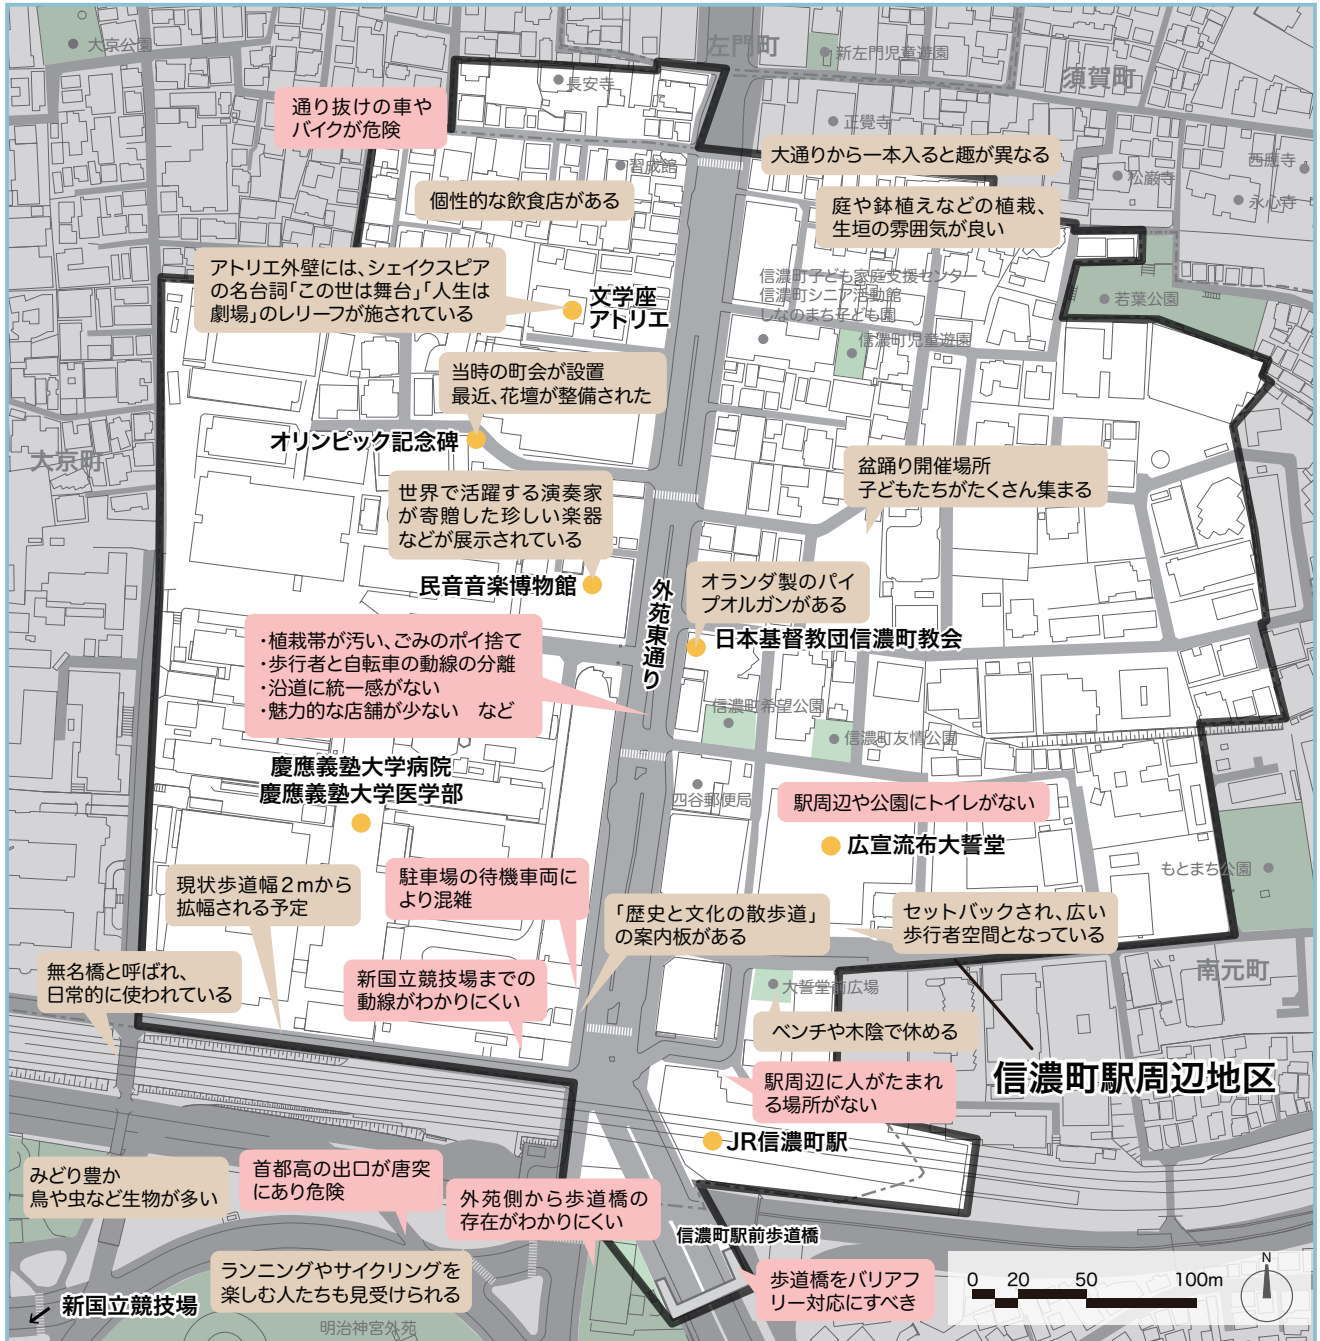 大京公園
左門町
新左門児童遊園
須賀町
長安寺
通り抜けの車や
バイクが危険
正覺寺
大通りから一本入ると趣が異なる
西應寺
習成館
松巌寺
永心寺
個性的な飲食店がある
庭や鉢植えなどの植栽、
生垣の雰囲気が良い
アトリエ外壁には、シェイクスピア
の名台詞「この世は舞台」「人生は
劇場」のレリーフが施されている
文学座
アトリエ
信濃町子ども家庭支援センター
信濃町シニア活動館
しなのまち子ども園
若葉公園
信濃町児童遊園
当時の町会が設置
最近、花壇が整備された
オリンピック記念碑
大京町
盆踊り開催場所
子どもたちがたくさん集まる
世界で活躍する演奏家
が寄贈した珍しい楽器
などが展示されている
民音音楽博物館
外苑東通り
オランダ製のパイ
プオルガンがある
日本基督教団信濃町教会
・植栽帯が汚い、ごみのポイ捨て
・歩行者と自転車の動線の分離
・沿道に統一感がない
・魅力的な店舗が少ない など
信濃町希望公園
信濃町友情公園
慶應義塾大学病院
慶應義塾大学医学部
四谷郵便局
駅周辺や公園にトイレがない
広宣流布大誓堂
もとまち公園
現状歩道幅2mから
拡幅される予定
駐車場の待機車両に
より混雑
「歴史と文化の散歩道」
の案内板がある
セットバックされ、広い
歩行者空間となっている
無名橋と呼ばれ、
日常的に使われている
新国立競技場までの
動線がわかりにくい
大誓堂前広場
南元町
ベンチや木陰で休める
信濃町駅周辺地区
駅周辺に人がたまれ
る場所がない
JR信濃町駅
みどり豊か
鳥や虫など生物が多い
首都高の出口が唐突
にあり危険
外苑側から歩道橋の
存在がわかりにくい
信濃町駅前歩道橋
ランニングやサイクリングを
楽しむ人たちも見受けられる
歩道橋をバリアフ
リー対応にすべき
0 20 50 100m
N
新国立競技場
明治神宮外苑